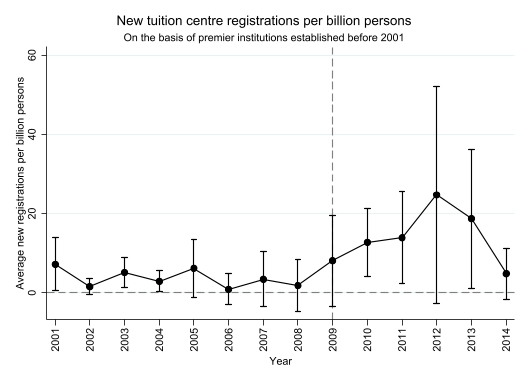 New tuition centre registrations per billion persons
On the basis of premier institutions established before 2001
Average new registrations per billion persons
60
40
20
0
2001 2002 2003 2004 2005 2006 2007 2008 2009 2010 2011 2012 2013 2014
Year